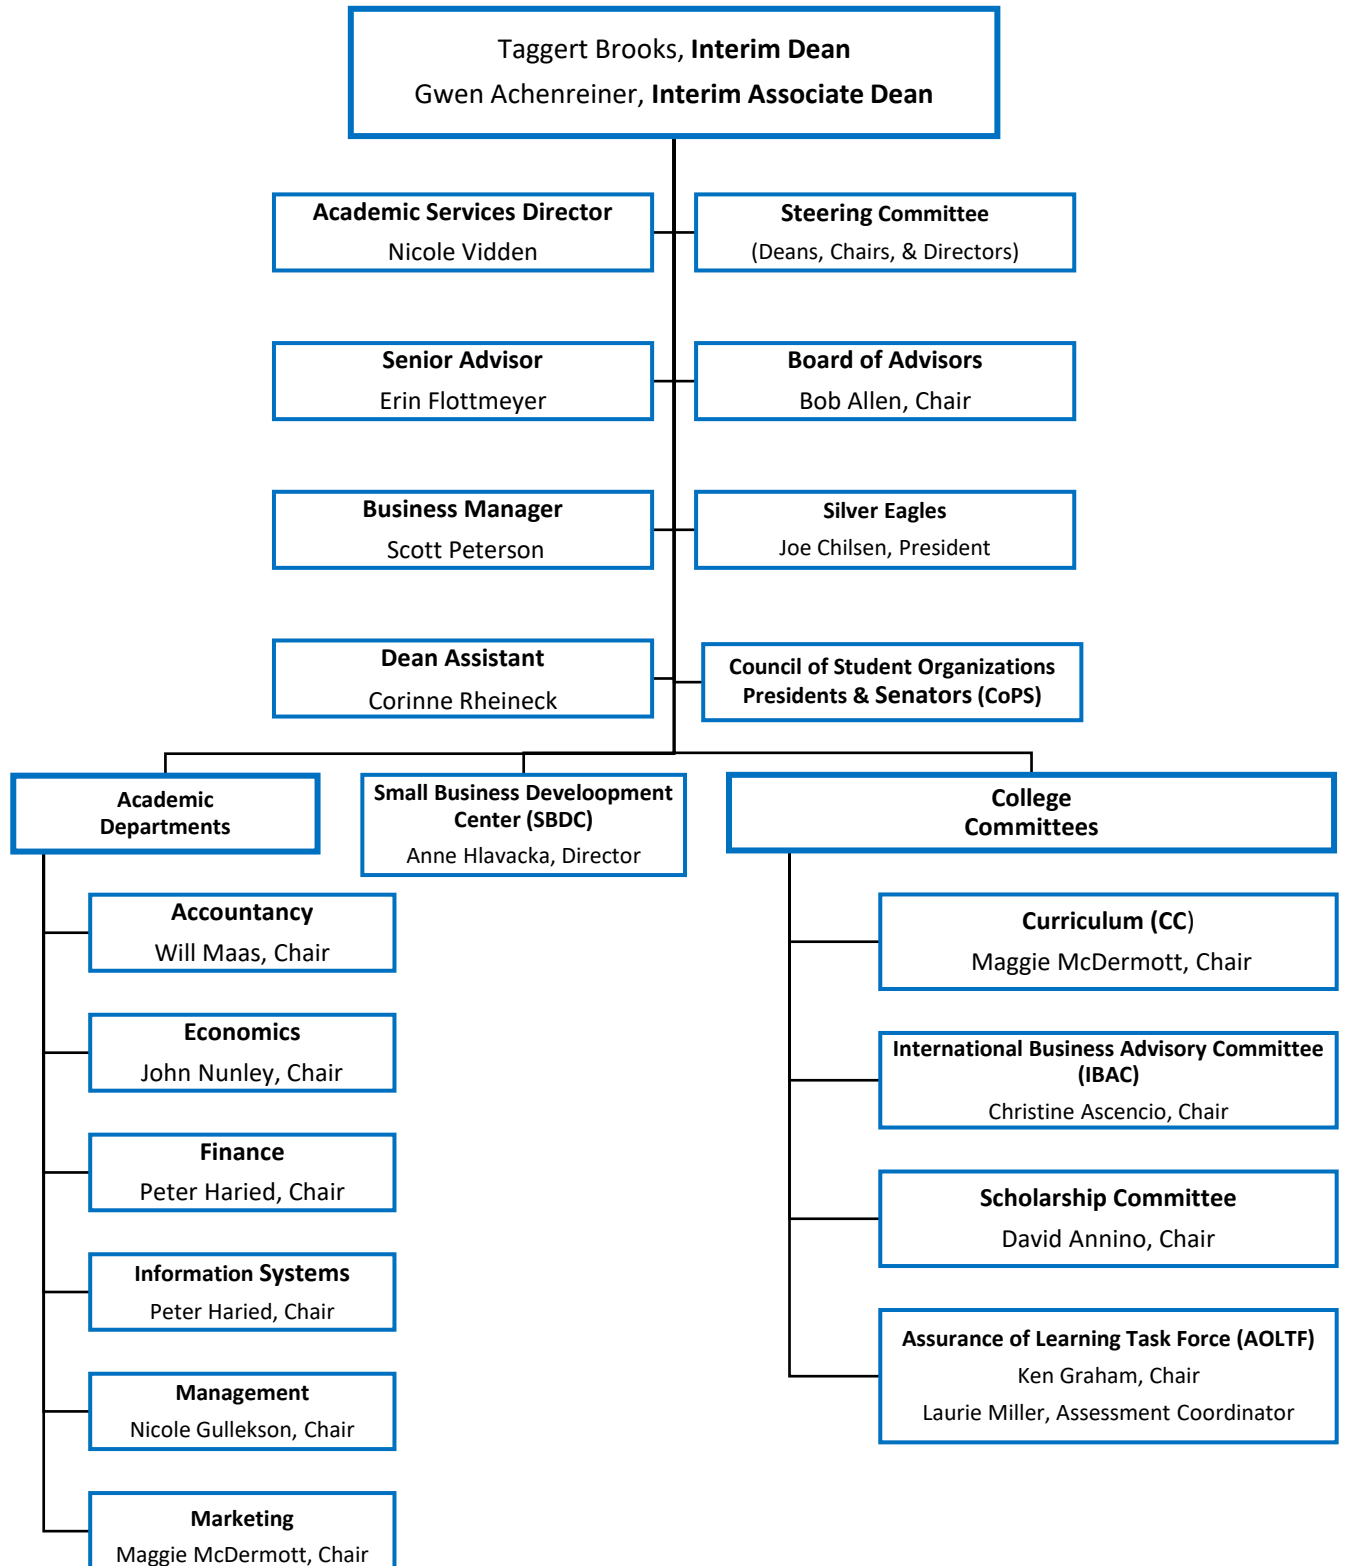 Taggert Brooks, Interim Dean
Gwen Achenreiner, Interim Associate Dean
Academic Services Director
Nicole Vidden
Steering Committee
(Deans, Chairs, & Directors)
Senior Advisor
Erin Flottmeyer
Board of Advisors
Bob Allen, Chair
Business Manager
Scott Peterson
Silver Eagles
Joe Chilsen, President
Dean Assistant
Corinne Rheineck
Council of Student Organizations
Presidents & Senators (CoPS)
Academic
Departments
Small Business Develoopment
Center (SBDC)
Anne Hlavacka, Director
College
Committees
Accountancy
Will Maas, Chair
Economics
John Nunley, Chair
Finance
Peter Haried, Chair
Information Systems
Peter Haried, Chair
Management
Nicole Gullekson, Chair
Marketing
Maggie McDermott, Chair
Curriculum (CC)
Maggie McDermott, Chair
International Business Advisory Committee
(IBAC)
Christine Ascencio, Chair
Scholarship Committee
David Annino, Chair
Assurance of Learning Task Force (AOLTF)
Ken Graham, Chair
Laurie Miller, Assessment Coordinator